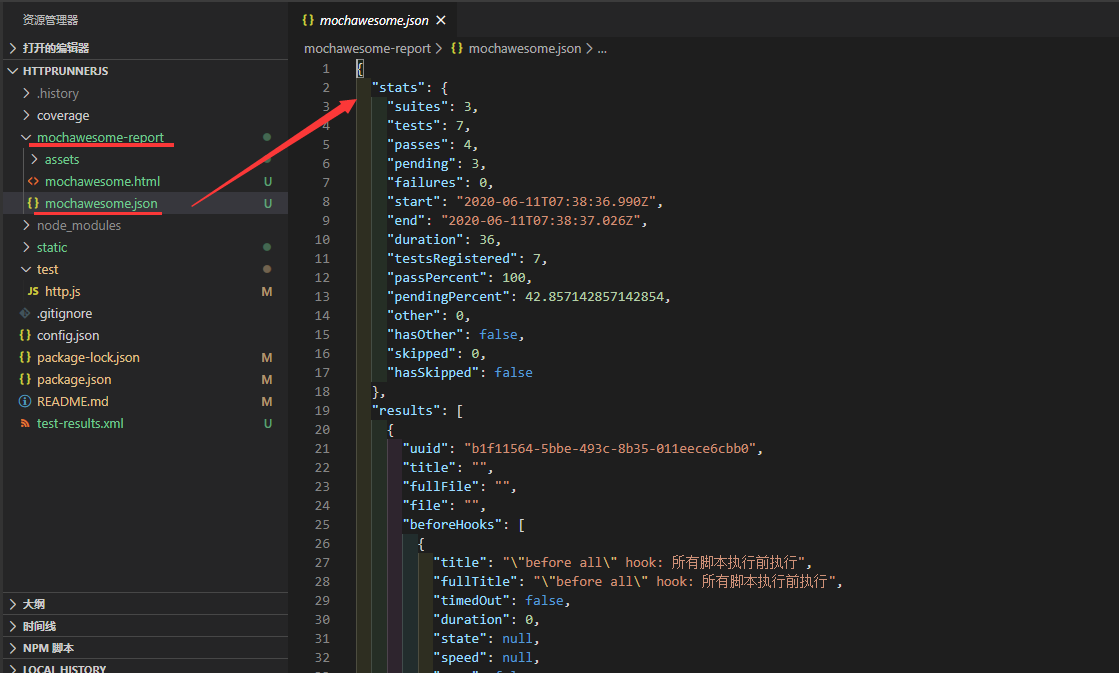 资源管理器
打开的编辑器
HTTPRUNNERJS
.history
coverage
mochawesome-report
assets
mochawesome.html U
mochawesome.json U
node_modules
static
test
JS http.js M
.gitignore
{} config.json
{} package-lock.json M
{} package.json M
README.md M
test-results.xml U
大纲
时间线
NPM 脚本
LOCAL HISTORY
{} mochawesome.json ×
mochawesome-report > {} mochawesome.json > ...
1 {
2 "stats": {
3 "suites": 3,
4 "tests": 7,
5 "passes": 4,
6 "pending": 3,
7 "failures": 0,
8 "start": "2020-06-11T07:38:36.990Z",
9 "end": "2020-06-11T07:38:37.026Z",
10 "duration": 36,
11 "testsRegistered": 7,
12 "passPercent": 100,
13 "pendingPercent": 42.857142857142854,
14 "other": 0,
15 "hasOther": false,
16 "skipped": 0,
17 "hasSkipped": false
18 },
19 "results": [
20 {
21 "uuid": "b1f11564-5bbe-493c-8b35-011eece6cbb0",
22 "title": "",
23 "fullFile": "",
24 "file": "",
25 "beforeHooks": [
26 {
27 "title": "\"before all\" hook: 所有脚本执行前执行",
28 "fullTitle": "\"before all\" hook: 所有脚本执行前执行",
29 "timedOut": false,
30 "duration": 0,
31 "state": null,
32 "speed": null,